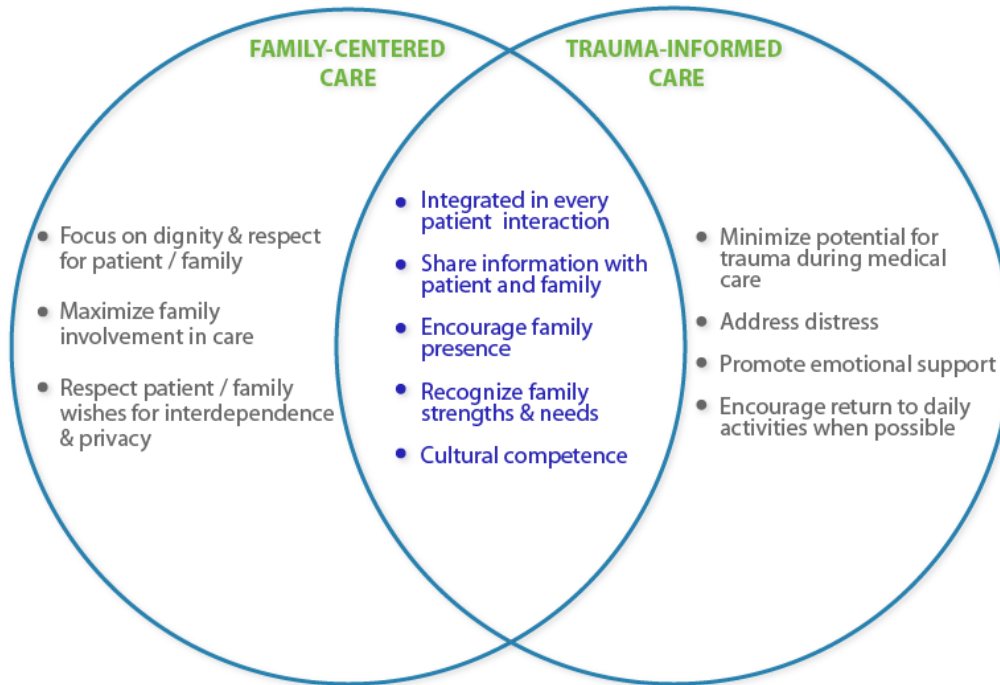 FAMILY-CENTERED
CARE
TRAUMA-INFORMED
CARE
• Focus on dignity & respect
for patient / family
• Maximize family
involvement in care
• Respect patient / family
wishes for interdependence
& privacy
• Integrated in every
patient interaction
• Share information with
patient and family
• Encourage family
presence
• Recognize family
strengths & needs
• Cultural competence
• Minimize potential for
trauma during medical
care
• Address distress
• Promote emotional support
• Encourage return to daily
activities when possible